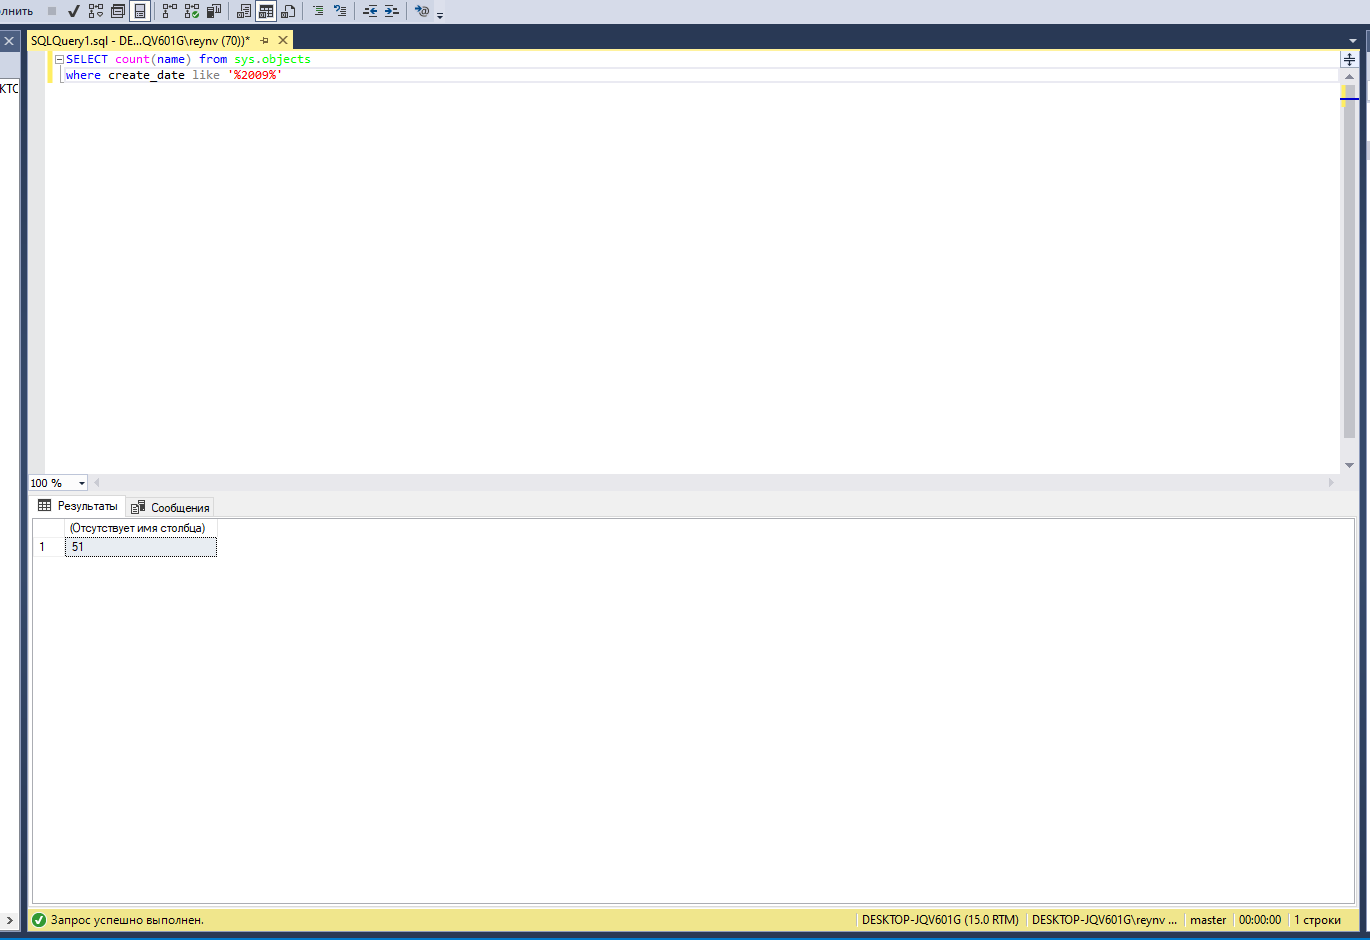 лнить
SQLQuery1.sql - DE...QV601G\reynv (70))*
KTO
SELECT count(name) from sys.objects
where create_date like '%2009%'
100 %
Результаты
Сообщения
(Отсутствует имя столбца)
1 51
Запрос успешно выполнен.
DESKTOP-JQV601G (15.0 RTM) DESKTOP-JQV601G\reynv ... master 00:00:00 1 строки